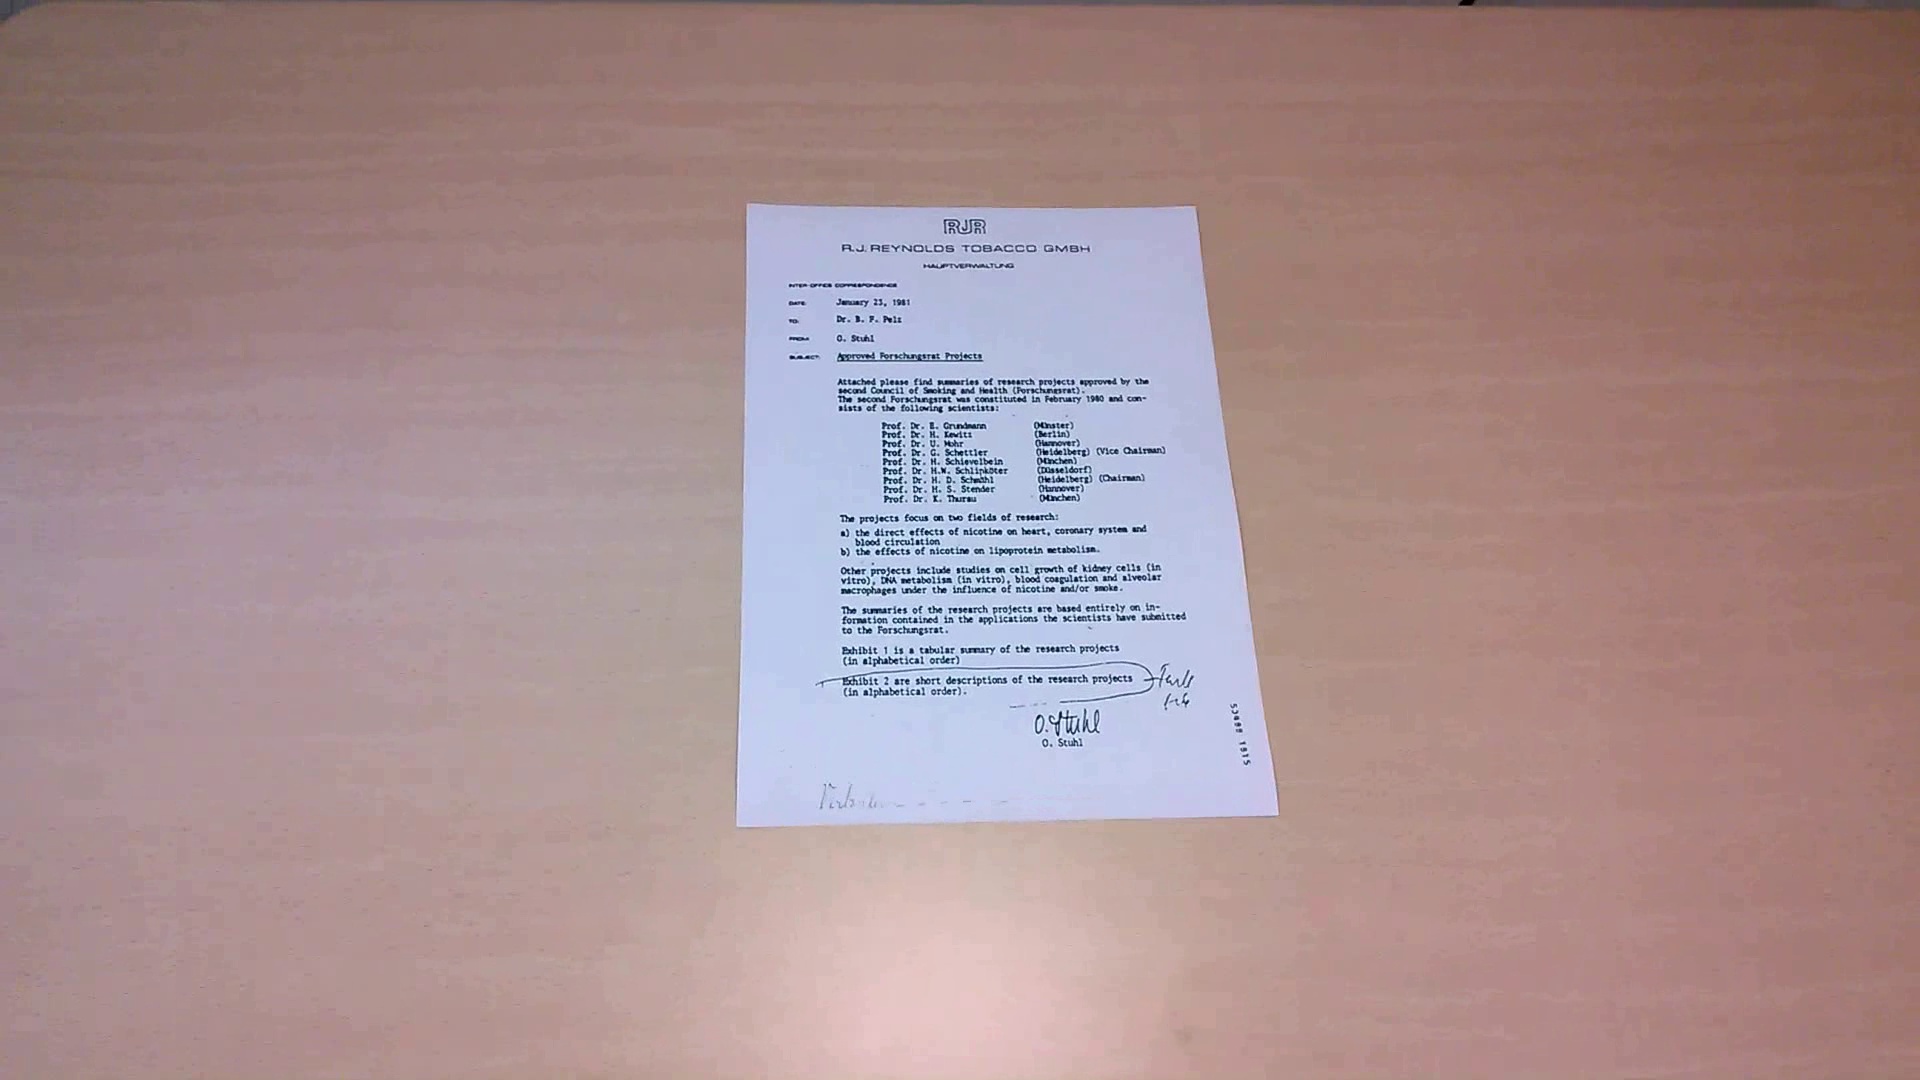 RJR
R.J. REYNOLDS TOBACCO GMBH
HAUPTVERWALTUNG
INTER-OFFICE CORRESPONDENCE
DATE: January 23, 1981
TO: Dr. B. F. Pelz
FROM: O. Stuhl
SUBJECT: Approved Forschungsrat Projects
Attached please find summaries of research projects approved by the
second Council of Smoking and Health (Forschungsrat).
The second Forschungsrat was constituted in February 1980 and con-
sists of the following scientists:
Prof. Dr. E. Grundmann (Münster)
Prof. Dr. H. Kewitz (Berlin)
Prof. Dr. U. Mohr (Hannover)
Prof. Dr. G. Schettler (Heidelberg) (Vice Chairman)
Prof. Dr. H. Schievelbein (München)
Prof. Dr. H.W. Schlipköter (Düsseldorf)
Prof. Dr. H. D. Schmähl (Heidelberg) (Chairman)
Prof. Dr. H. S. Stender (Hannover)
Prof. Dr. K. Thurau (München)
The projects focus on two fields of research:
a) the direct effects of nicotine on heart, coronary system and
blood circulation
b) the effects of nicotine on lipoprotein metabolism.
Other projects include studies on cell growth of kidney cells (in
vitro), DNA metabolism (in vitro), blood coagulation and alveolar
macrophages under the influence of nicotine and/or smoke.
The summaries of the research projects are based entirely on in-
formation contained in the applications the scientists have submitted
to the Forschungsrat.
Exhibit 1 is a tabular summary of the research projects
(in alphabetical order)
Exhibit 2 are short descriptions of the research projects
(in alphabetical order).
O. Stuhl
O. Stuhl